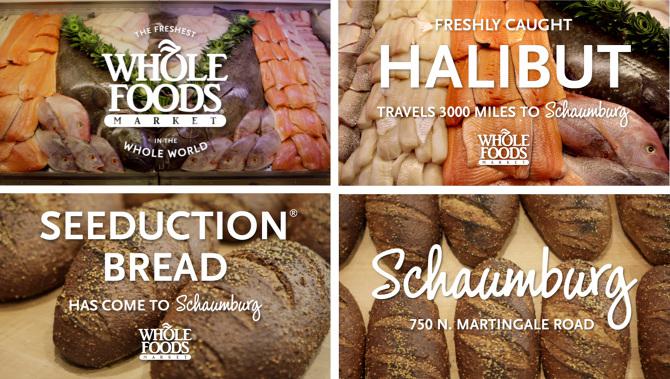 THE FRESHEST
WHOLE
FOODS
MARKET
IN THE
WHOLE WORLD
FRESHLY CAUGHT
HALIBUT
TRAVELS 3000 MILES TO Schaumburg
WHOLE
FOODS
MARKET
SEEDUCTION®
BREAD
HAS COME TO Schaumburg
WHOLE
FOODS
MARKET
Schaumburg
750 N. MARTINGALE ROAD